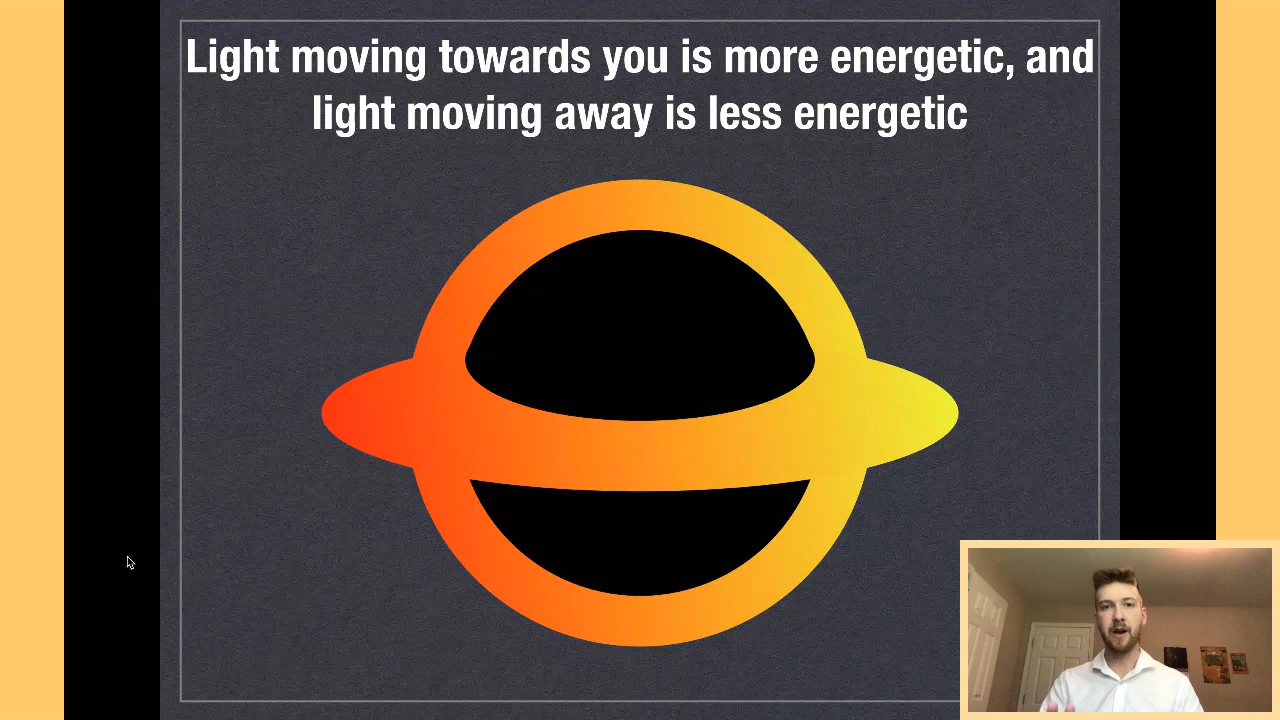 Light moving towards you is more energetic, and
light moving away is less energetic